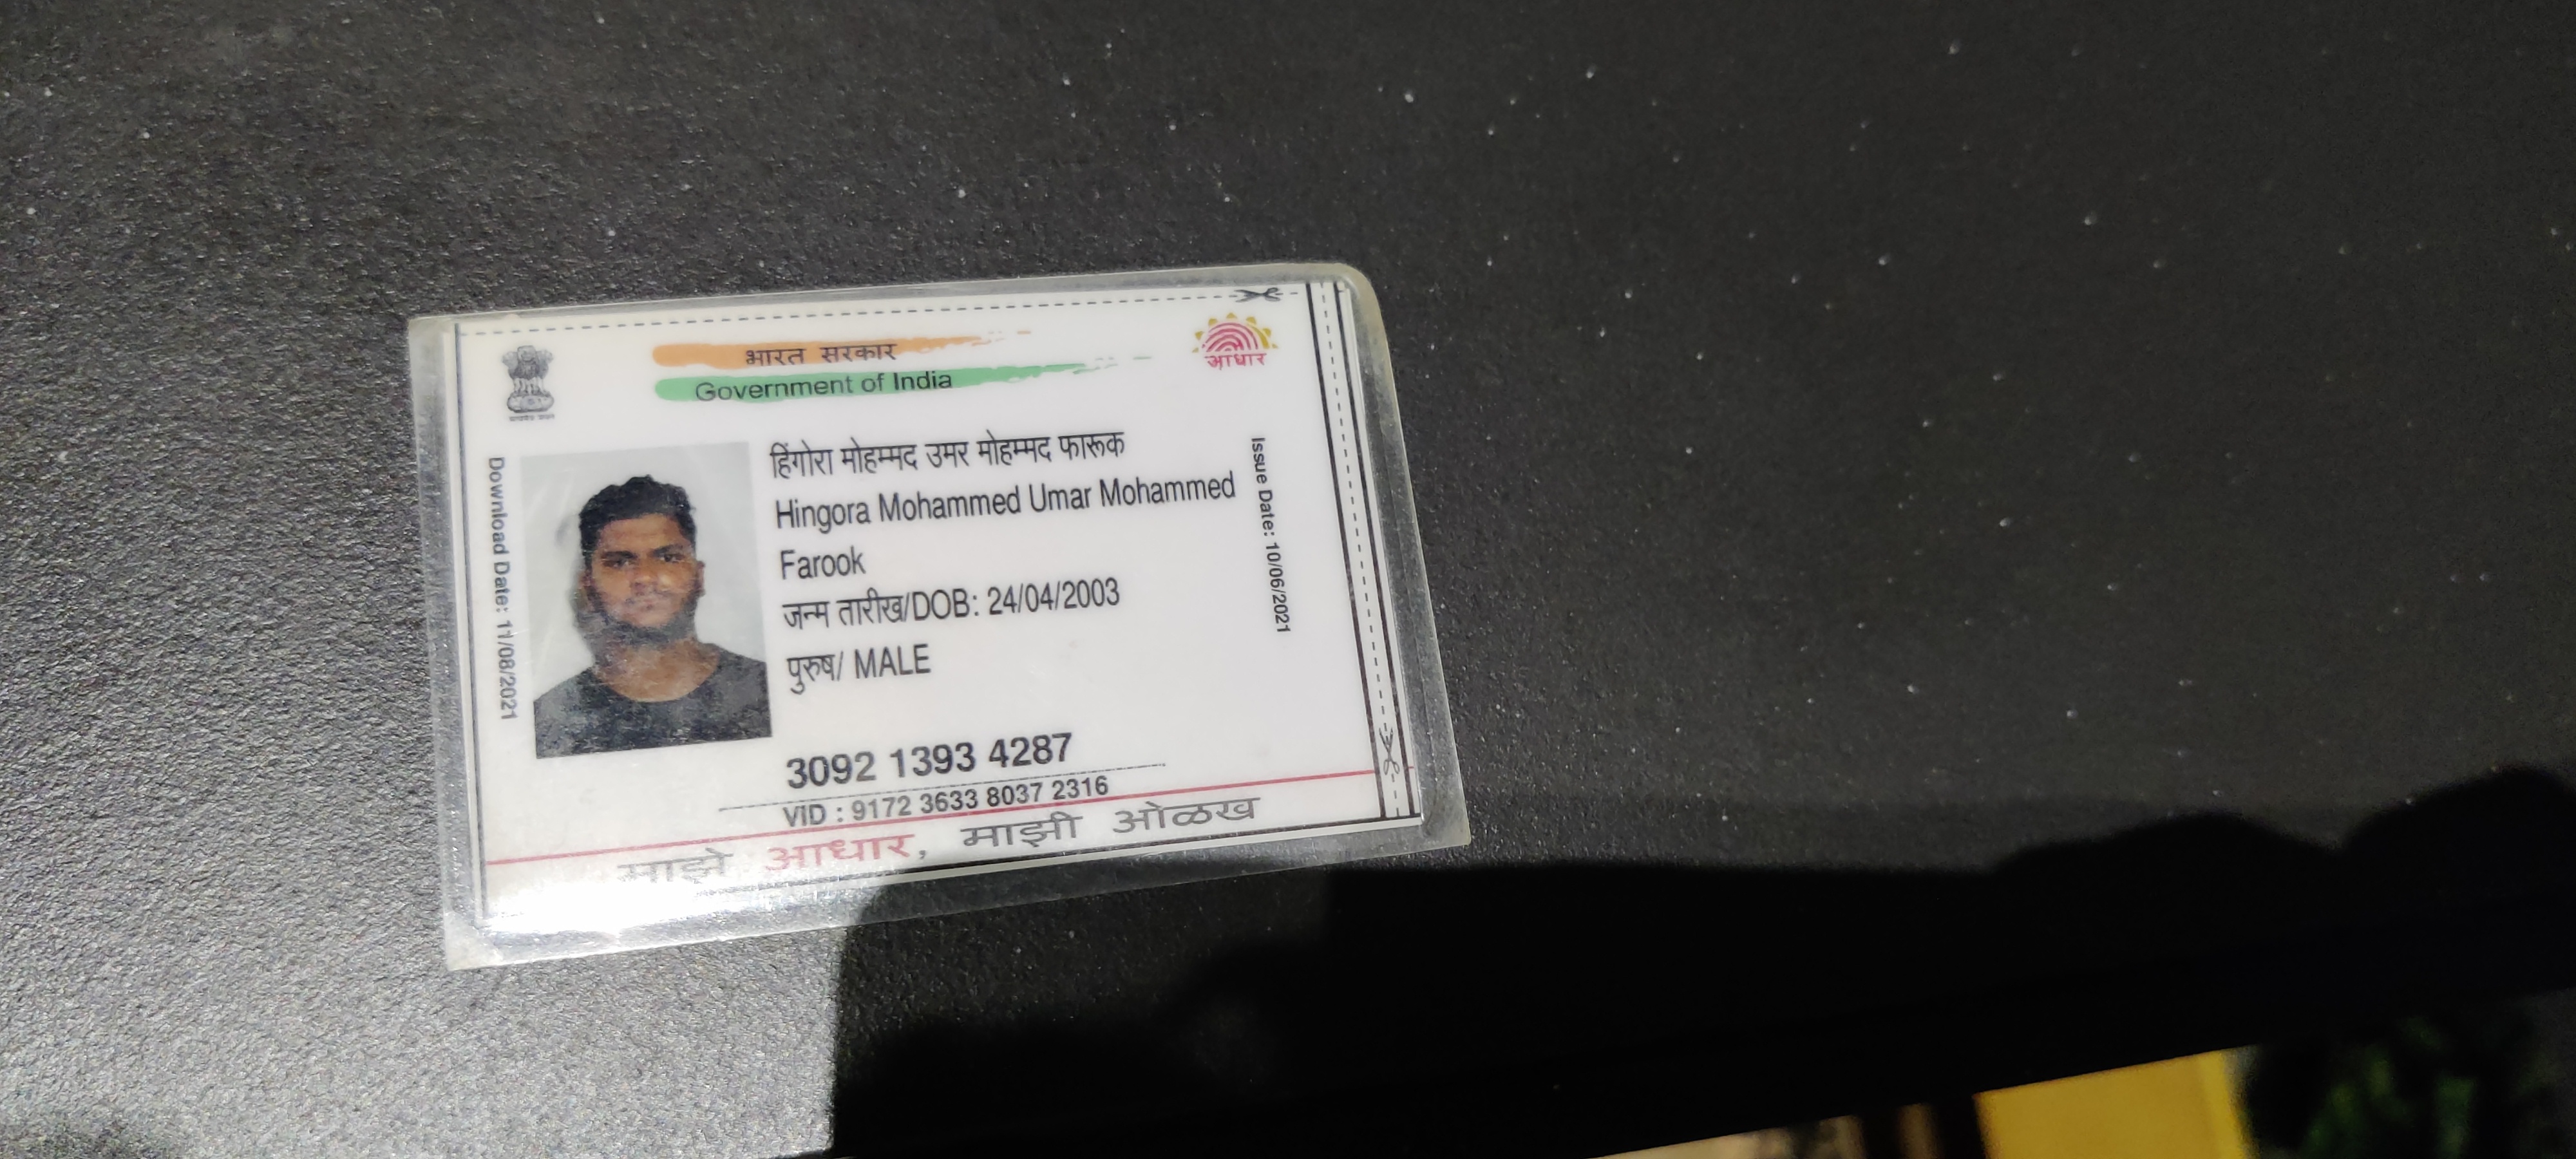 भारत सरकार
Government of India
आधार
हिंगोरा मोहम्मद उमर मोहम्मद फारूक
Hingora Mohammed Umar Mohammed
Farook
जन्म तारीख/DOB: 24/04/2003
पुरुष/ MALE
Download Date: 11/08/2021
Issue Date: 10/06/2021
3092 1393 4287
VID : 9172 3633 8037 2316
माझे आधार, माझी ओळख